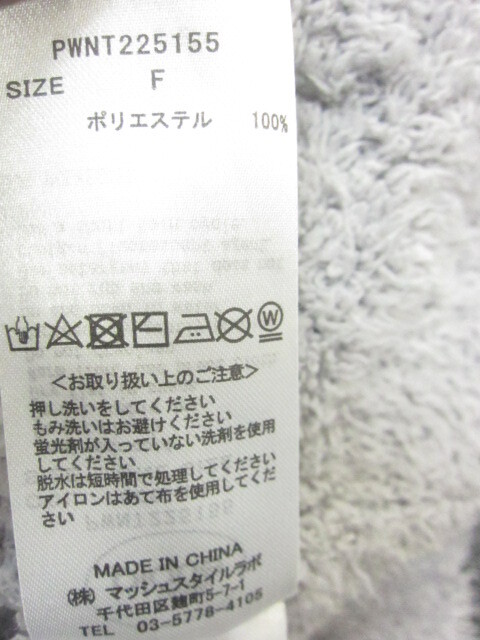 PWNT225155
SIZE F
ポリエステル 100%
W
<お取り扱い上のご注意>
押し洗いをしてください
もみ洗いはお避けください
蛍光剤が入っていない洗剤を使用
してください
脱水は短時間で処理してください
アイロンはあて布を使用してくだ
さい
MADE IN CHINA
(株) マッシュスタイルラボ
千代田区麹町5-7-1
TEL 03-5778-4105